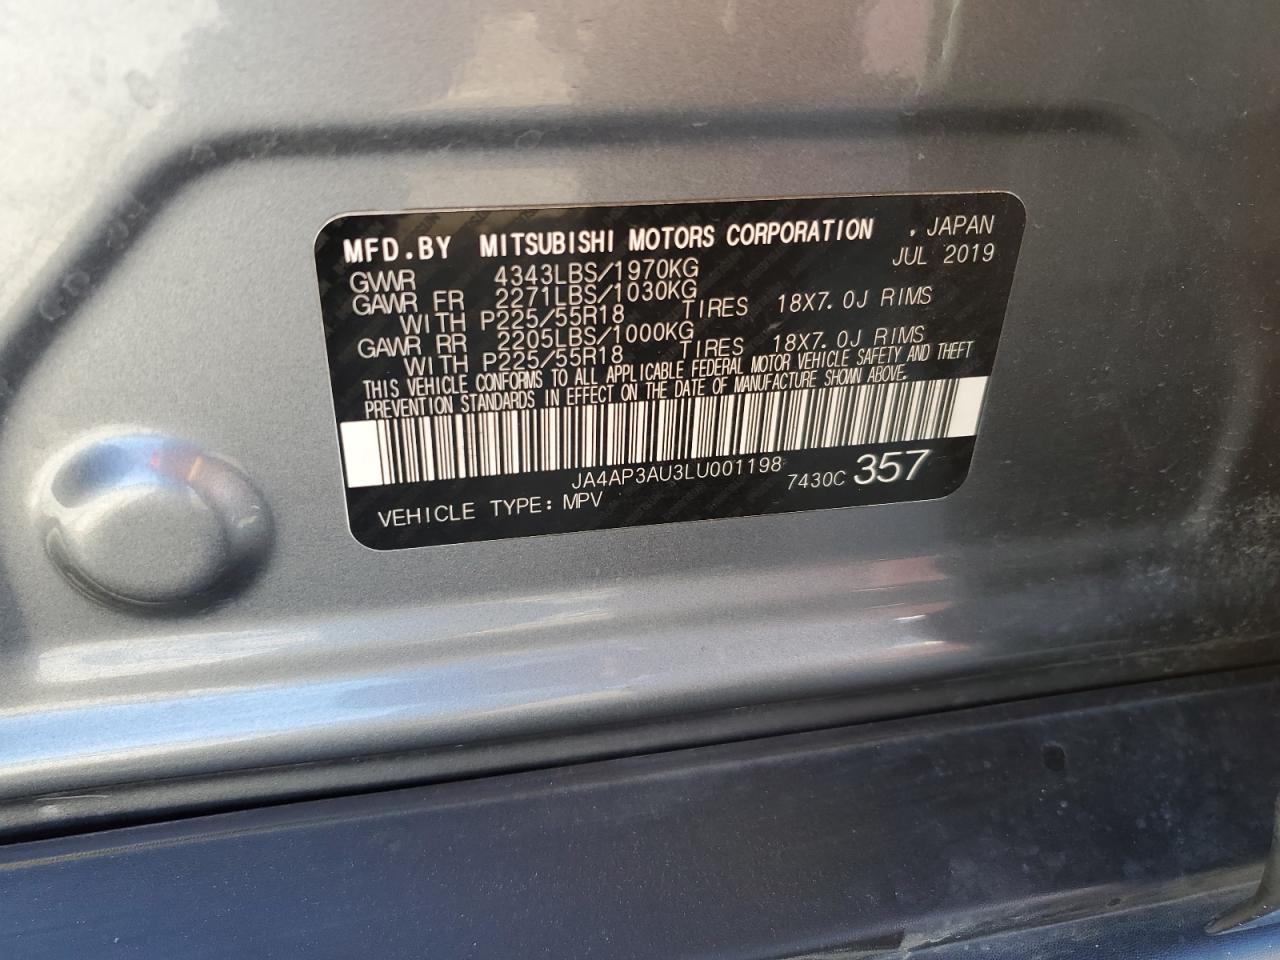 MFD.BY MITSUBISHI MOTORS CORPORATION , JAPAN
JUL 2019
GVWR 4343LBS/1970KG
GAWR FR 2271LBS/1030KG
WITH P225/55R18 TIRES 18X7.0J RIMS
GAWR RR 2205LBS/1000KG
WITH P225/55R18 TIRES 18X7.0J RIMS
THIS VEHICLE CONFORMS TO ALL APPLICABLE FEDERAL MOTOR VEHICLE SAFETY AND THEFT
PREVENTION STANDARDS IN EFFECT ON THE DATE OF MANUFACTURE SHOWN ABOVE.
JA4AP3AU3LU001198
7430C 357
VEHICLE TYPE: MPV